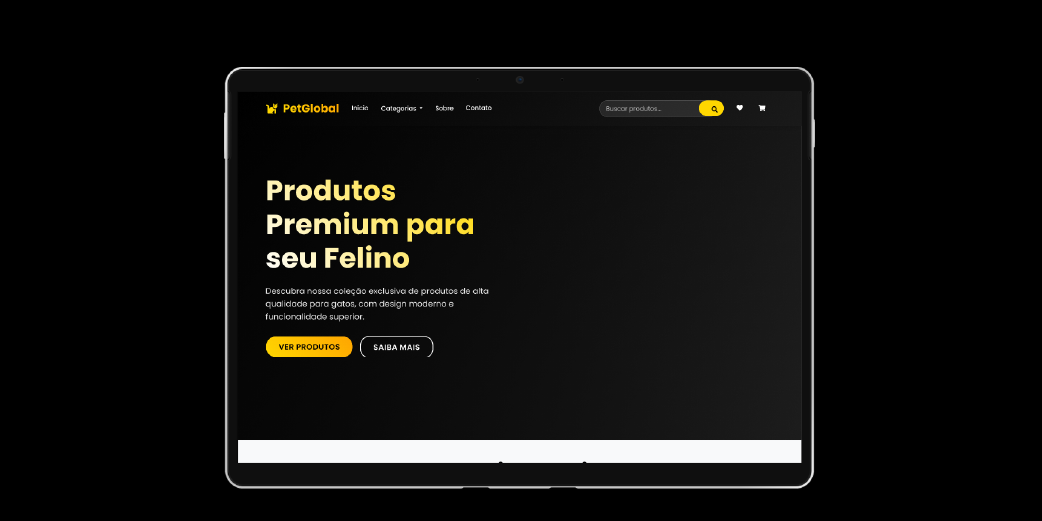 PetGlobal
Início
Categorias
Sobre
Contato
Buscar produtos...
Produtos
Premium para
seu Felino
Descubra nossa coleção exclusiva de produtos de alta
qualidade para gatos, com design moderno e
funcionalidade superior.
VER PRODUTOS
SAIBA MAIS